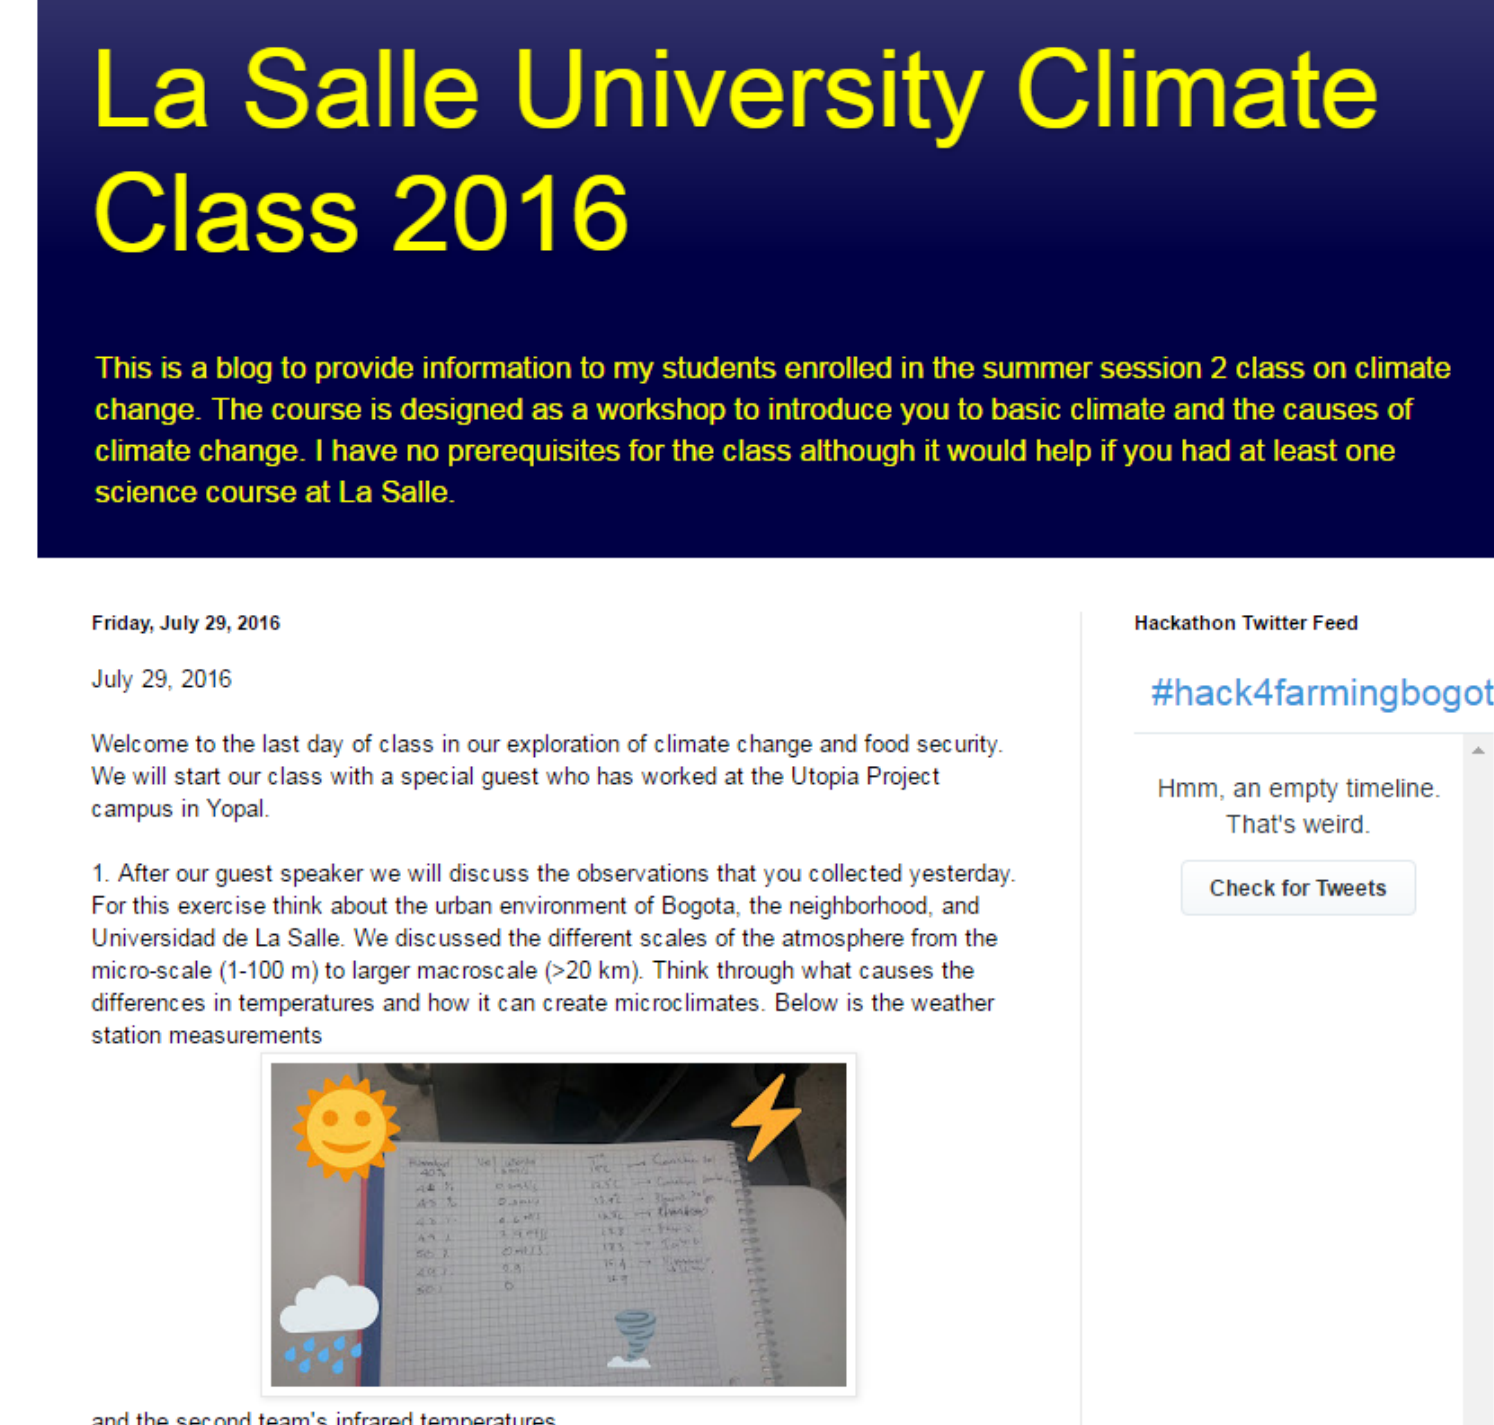 La Salle University Climate
Class 2016
This is a blog to provide information to my students enrolled in the summer session 2 class on climate
change. The course is designed as a workshop to introduce you to basic climate and the causes of
climate change. I have no prerequisites for the class although it would help if you had at least one
science course at La Salle.
Friday, July 29, 2016
July 29, 2016
Welcome to the last day of class in our exploration of climate change and food security.
We will start our class with a special guest who has worked at the Utopia Project
campus in Yopal.
1. After our guest speaker we will discuss the observations that you collected yesterday.
For this exercise think about the urban environment of Bogota, the neighborhood, and
Universidad de La Salle. We discussed the different scales of the atmosphere from the
micro-scale (1-100 m) to larger macroscale (>20 km). Think through what causes the
differences in temperatures and how it can create microclimates. Below is the weather
station measurements
and the second team's infrared temperatures
Hackathon Twitter Feed
#hack4farmingbogot
Hmm, an empty timeline.
That's weird.
Check for Tweets